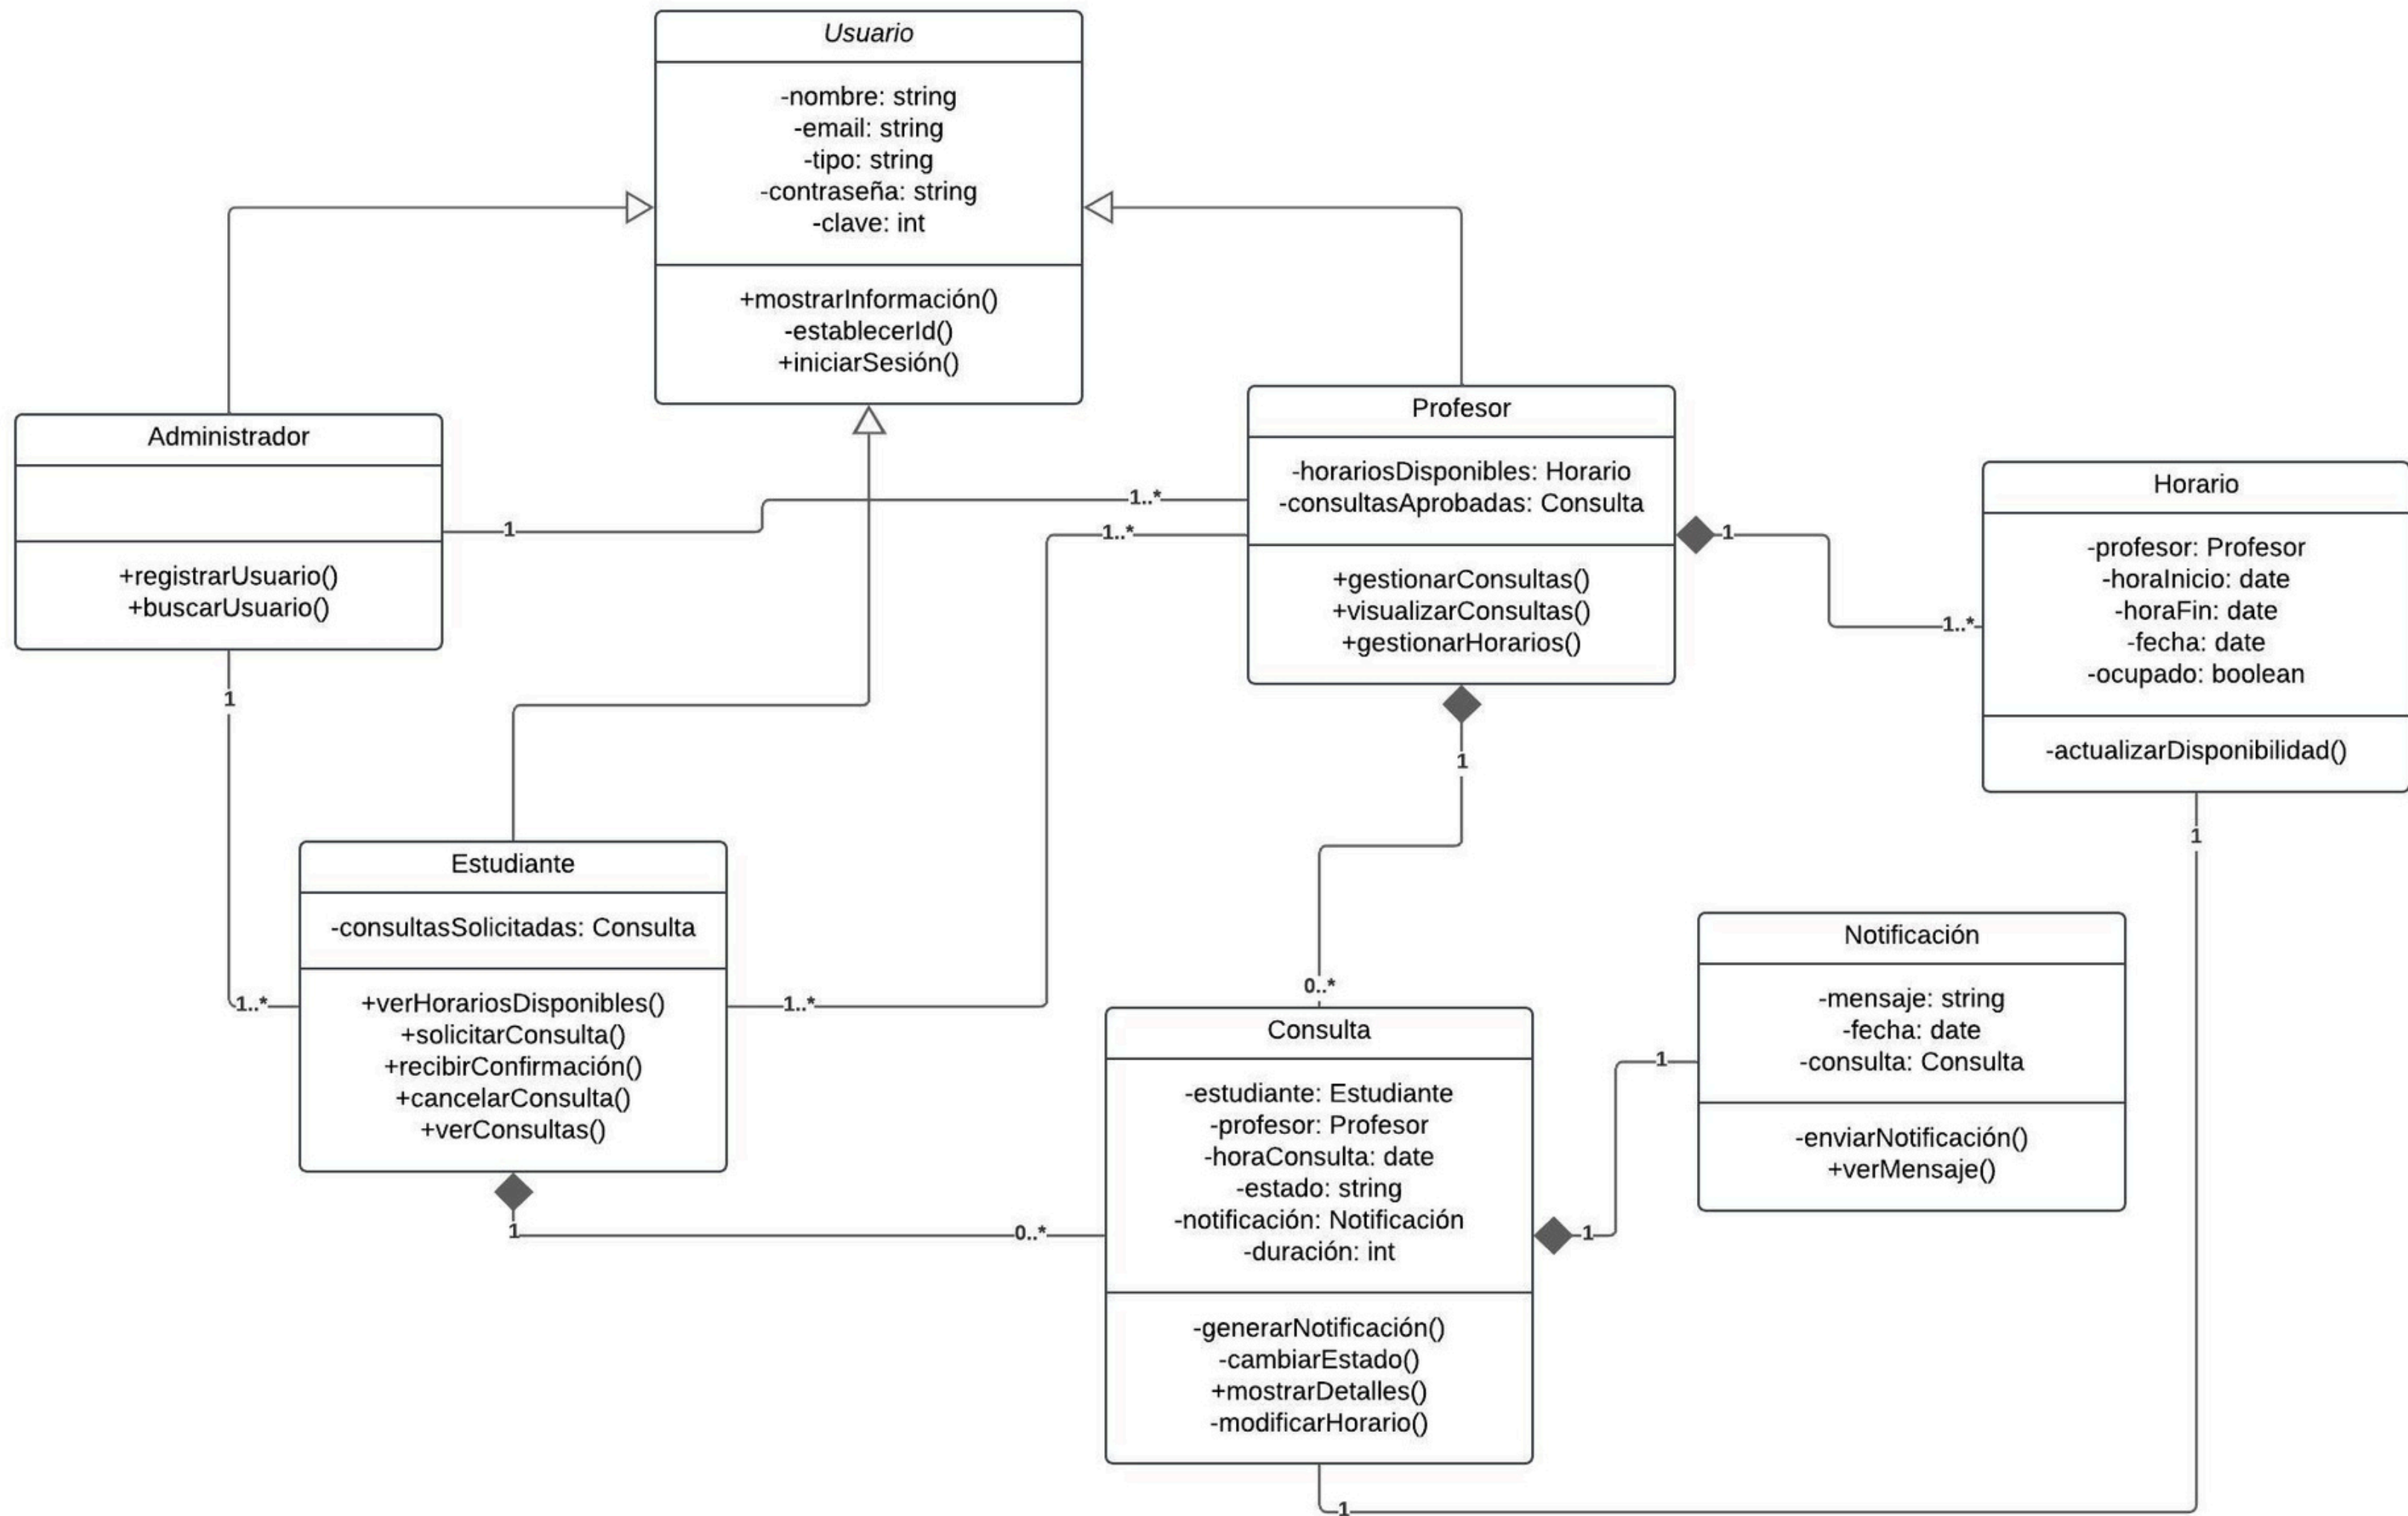 Usuario
-nombre: string
-email: string
-tipo: string
-contraseña: string
-clave: int
+mostrarInformación()
-establecerId()
+iniciarSesión()
Administrador
+registrarUsuario()
+buscarUsuario()
Profesor
-horariosDisponibles: Horario
-consultasAprobadas: Consulta
+gestionarConsultas()
+visualizarConsultas()
+gestionarHorarios()
Horario
-profesor: Profesor
-horaInicio: date
-horaFin: date
-fecha: date
-ocupado: boolean
-actualizarDisponibilidad()
1
1..*
1..*
1
1..*
1
1
1
Estudiante
-consultasSolicitadas: Consulta
+verHorariosDisponibles()
+solicitarConsulta()
+recibirConfirmación()
+cancelarConsulta()
+verConsultas()
1..*
1..*
0..*
Consulta
-estudiante: Estudiante
-profesor: Profesor
-horaConsulta: date
-estado: string
-notificación: Notificación
-duración: int
-generarNotificación()
-cambiarEstado()
+mostrarDetalles()
-modificarHorario()
Notificación
-mensaje: string
-fecha: date
-consulta: Consulta
-enviarNotificación()
+verMensaje()
1
1
0..*
1
1